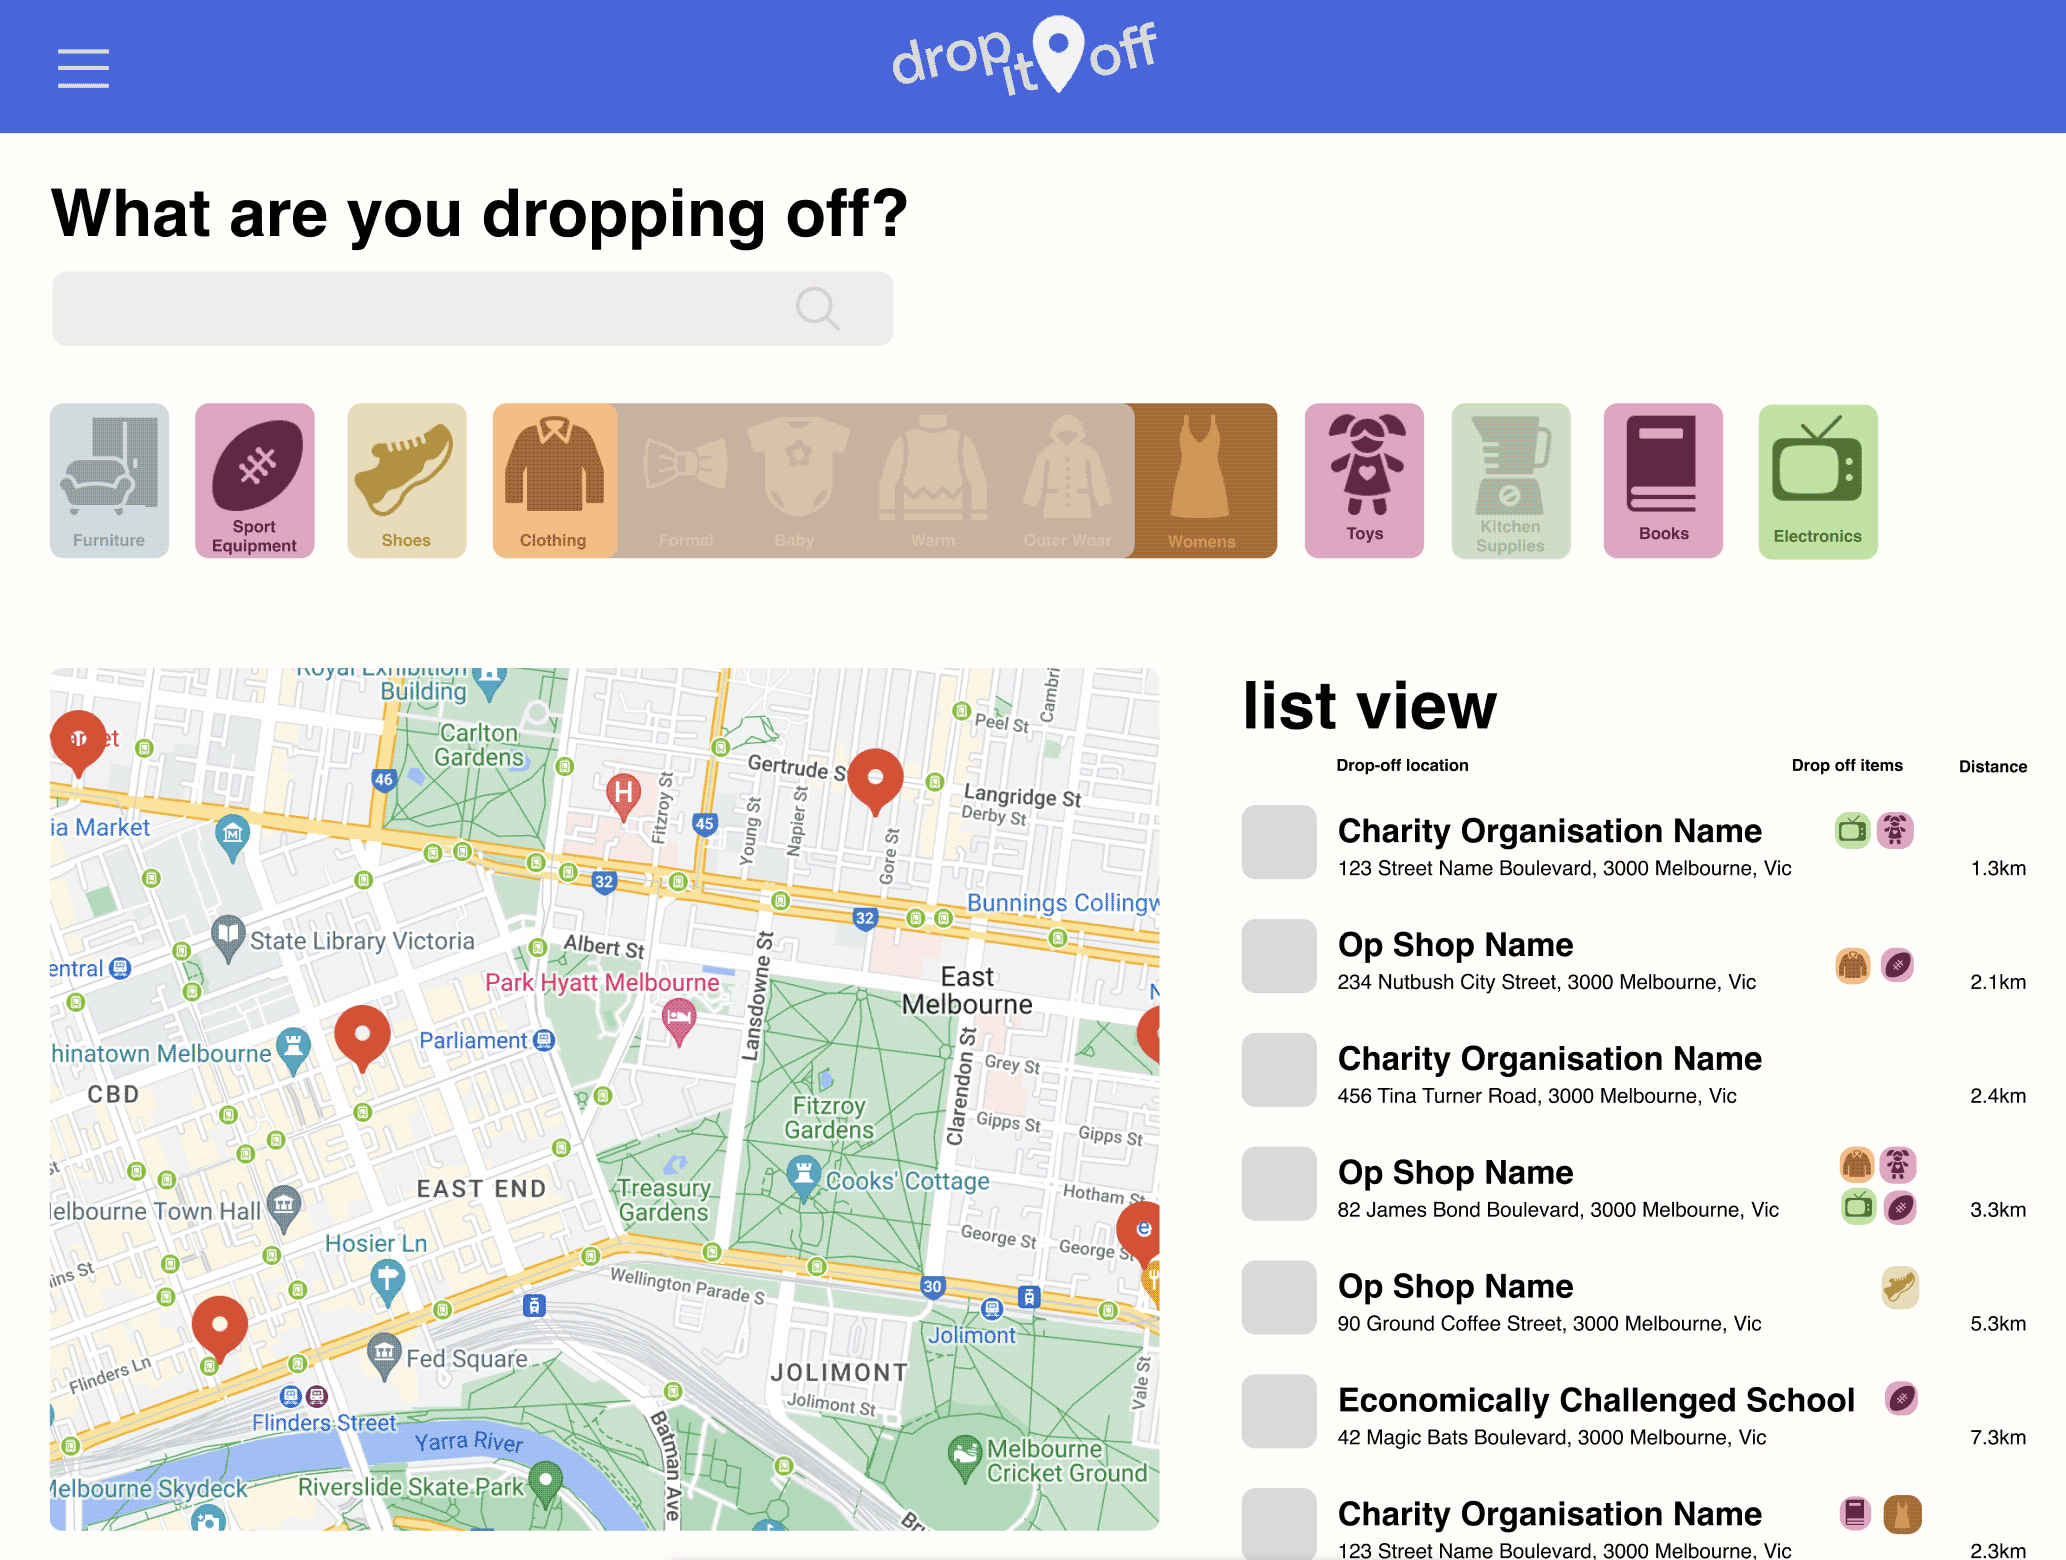 drop it off
What are you dropping off?
Furniture
Sport
Equipment
Shoes
Clothing
Formal
Baby
Warm
Outer Wear
Womens
Toys
Kitchen
Supplies
Books
Electronics
Building
Carlton
Gardens
46
H
Fitzroy St
45
Young St
Napier St
Gertrude S
Gore St
Peel St
Cambri
Langridge St
Derby St
ia Market
32
32
Bunnings Collingw
State Library Victoria
entral
Albert St
Park Hyatt Melbourne
Lansdowne St
East
Melbourne
hinatown Melbourne
Parliament
CBD
Clarendon St
Grey St
Fitzroy
Gardens
Gipps St
Gipps St
Cooks' Cottage
EAST END
Treasury
Gardens
Hotham St
elbourne Town Hall
Hosier Ln
George St
George S
ins St
Wellington Parade S
30
Jolimont
Flinders Ln
Fed Square
JOLIMONT
Jolimont St
Vale St
Flinders Street
Yarra River
Batman Ave
Melbourne
Cricket Ground
Melbourne Skydeck
Riverslide Skate Park
Bru
list view
Drop-off location Drop off items Distance
Charity Organisation Name
123 Street Name Boulevard, 3000 Melbourne, Vic 1.3km
Op Shop Name
234 Nutbush City Street, 3000 Melbourne, Vic 2.1km
Charity Organisation Name
456 Tina Turner Road, 3000 Melbourne, Vic 2.4km
Op Shop Name
82 James Bond Boulevard, 3000 Melbourne, Vic 3.3km
Op Shop Name
90 Ground Coffee Street, 3000 Melbourne, Vic 5.3km
Economically Challenged School
42 Magic Bats Boulevard, 3000 Melbourne, Vic 7.3km
Charity Organisation Name
123 Street Name Boulevard, 3000 Melbourne, Vic 2.3km